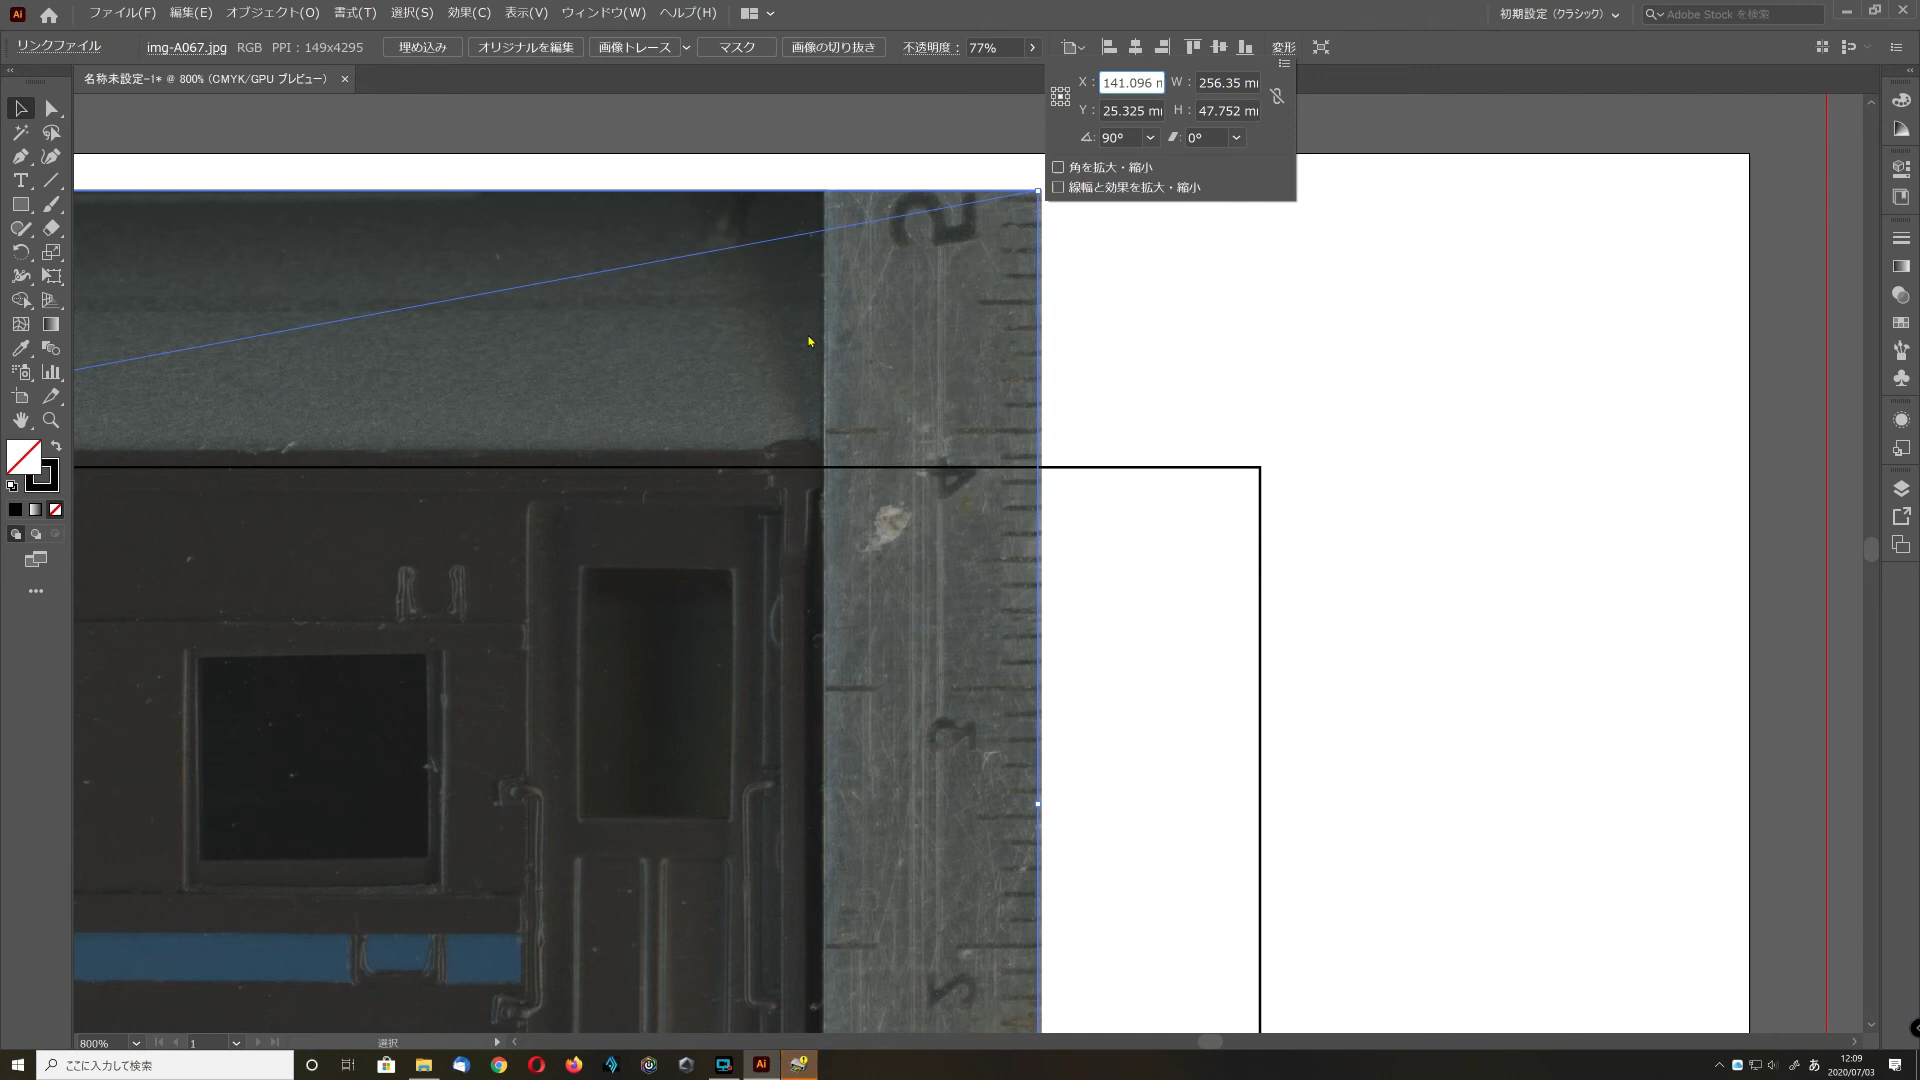 ファイル(F) 編集(E) オブジェクト(O) 書式(T) 選択(S) 効果(C) 表示(V) ウィンドウ(W) ヘルプ(H) 初期設定 (クラシック) Adobe Stock を検索
リンクファイル img-A067.jpg RGB PPI : 149x4295 埋め込み オリジナルを編集 画像トレース マスク 画像の切り抜き 不透明度 : 77% 変形
名称未設定-1* @ 800% (CMYK/GPU プレビュー) ×
X : 141.096 W : 256.35
Y : 25.325 H : 47.752
90° 0°
角を拡大・縮小
線幅と効果を拡大・縮小
5
4
3
2
800% 1 選択
Ai ここに入力して検索 Ai あ 12:09
2020/07/03